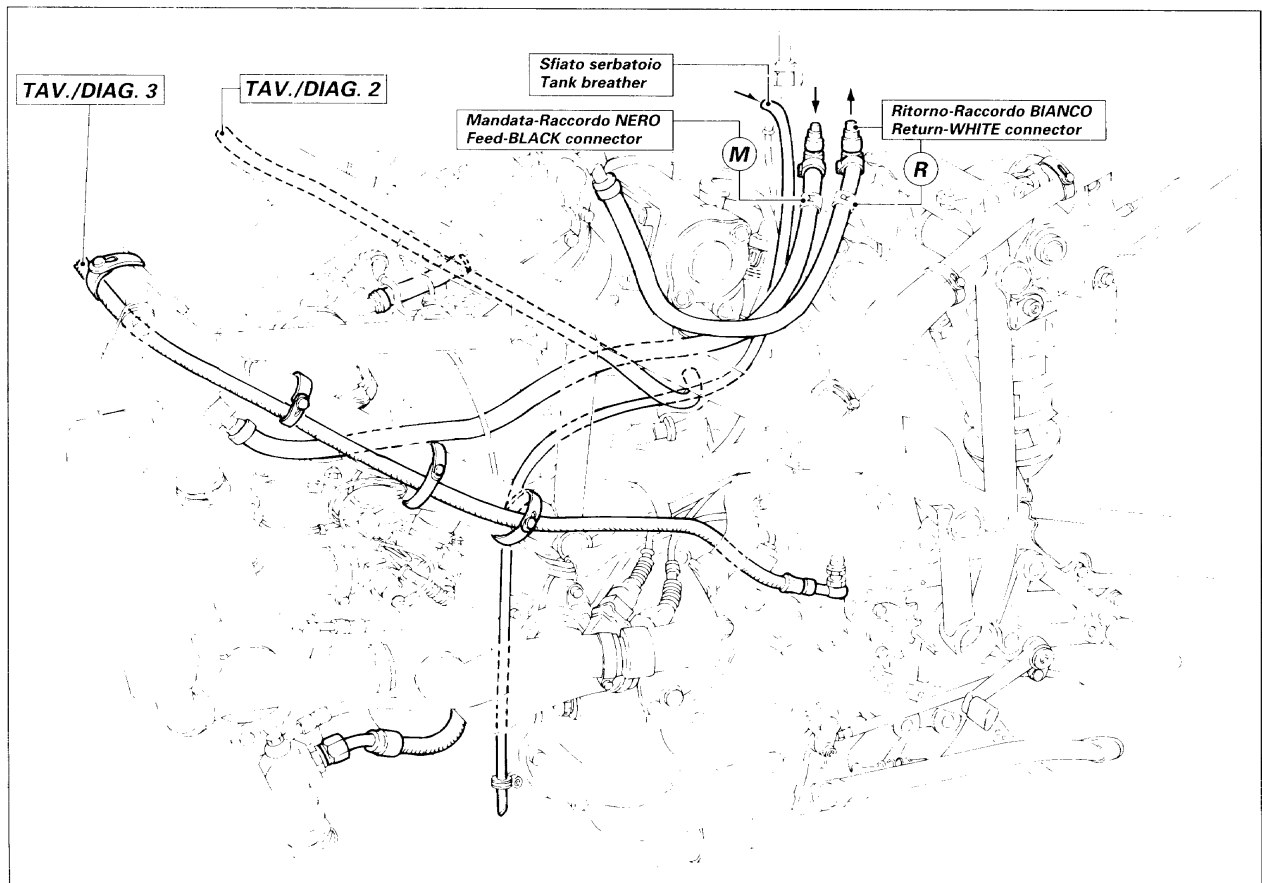 TAV./DIAG. 3
TAV./DIAG. 2
Sfiato serbatoio
Tank breather
Mandata-Raccordo NERO
Feed-BLACK connector
Ritorno-Raccordo BIANCO
Return-WHITE connector
M
R
M
R